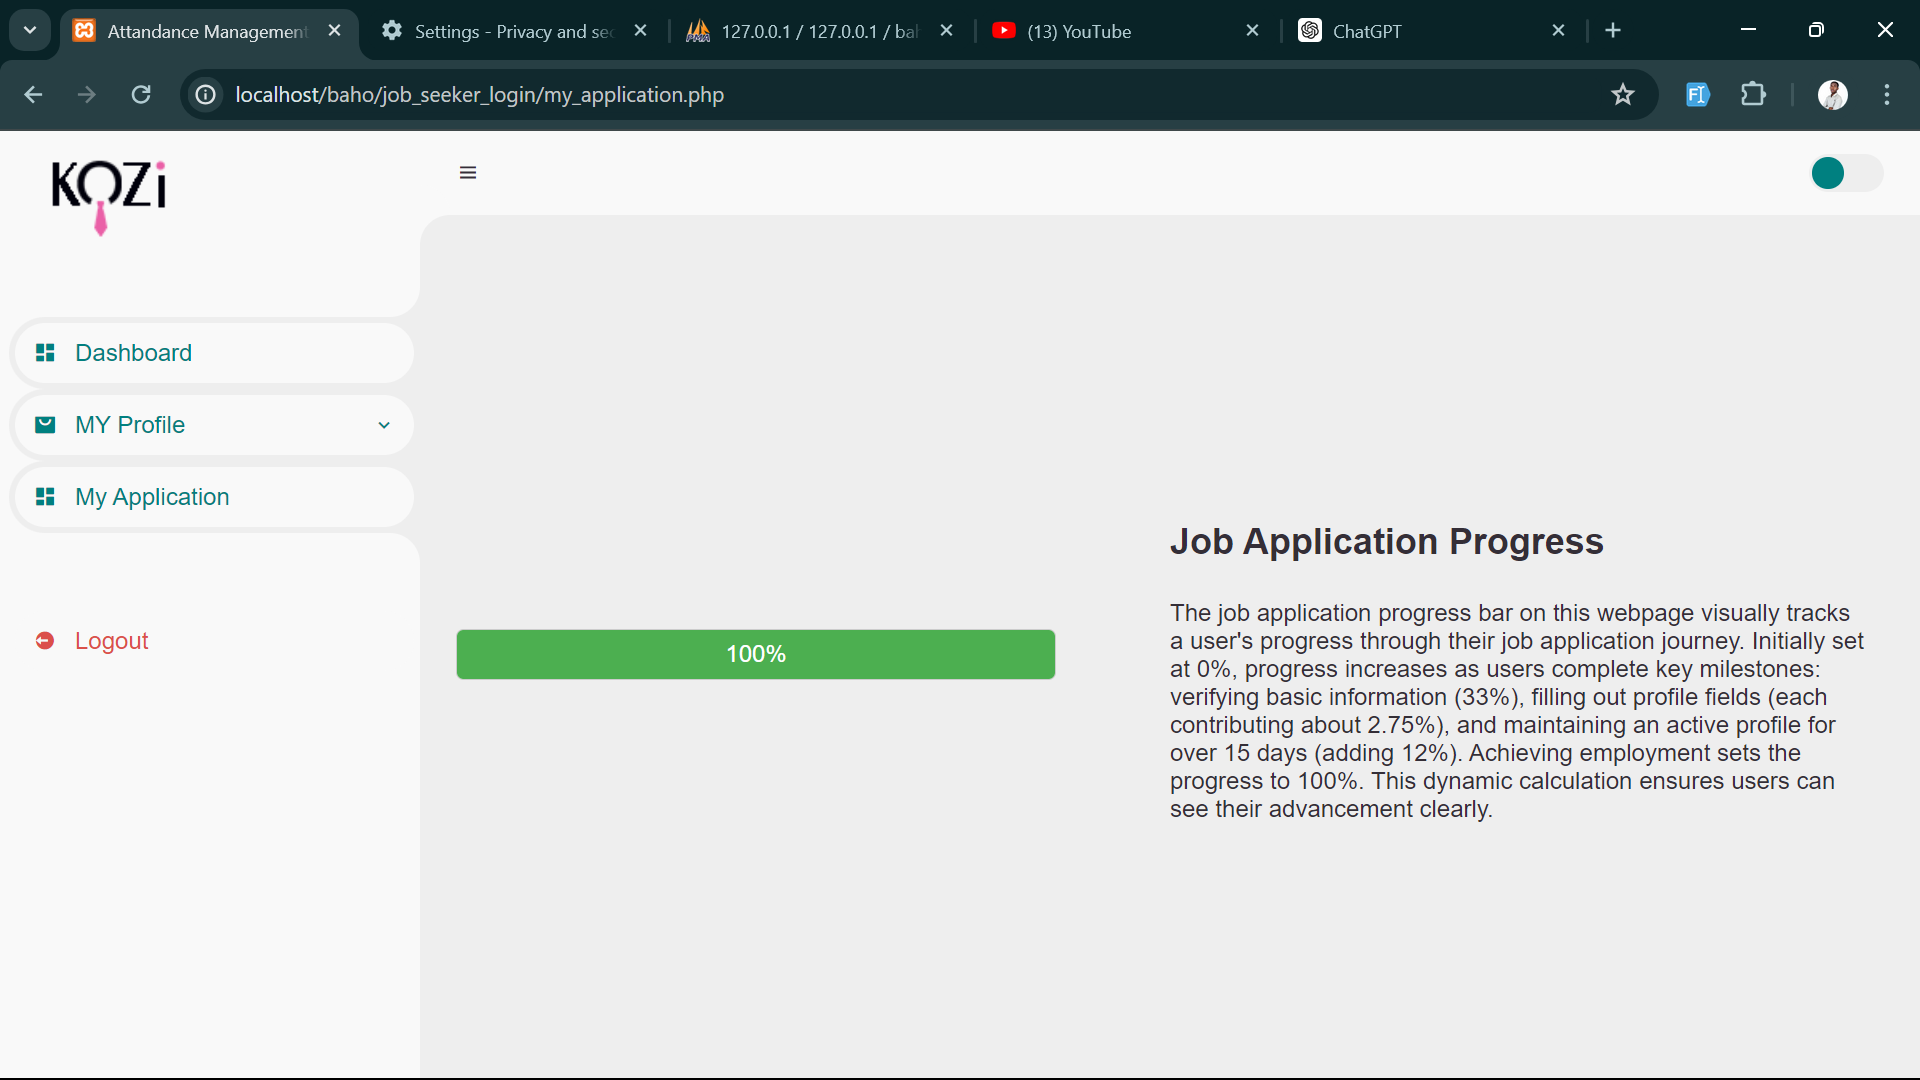 Attandance Management
Settings - Privacy and sec
127.0.0.1 / 127.0.0.1 / bah
(13) YouTube
ChatGPT
localhost/baho/job_seeker_login/my_application.php
KOZi
Dashboard
MY Profile
My Application
Logout
100%
Job Application Progress
The job application progress bar on this webpage visually tracks
a user's progress through their job application journey. Initially set
at 0%, progress increases as users complete key milestones:
verifying basic information (33%), filling out profile fields (each
contributing about 2.75%), and maintaining an active profile for
over 15 days (adding 12%). Achieving employment sets the
progress to 100%. This dynamic calculation ensures users can
see their advancement clearly.